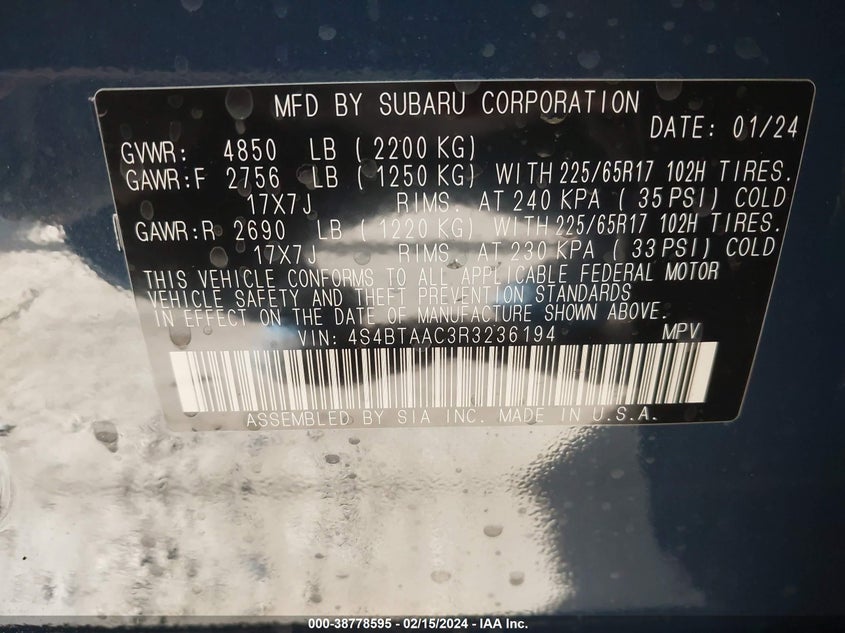 MFD BY SUBARU CORPORATION
DATE: 01/24
GVWR: 4850 LB (2200 KG)
GAWR:F 2756 LB (1250 KG) WITH 225/65R17 102H TIRES.
17X7J RIMS. AT 240 KPA (35 PSI) COLD
GAWR:R 2690 LB (1220 KG) WITH 225/65R17 102H TIRES.
17X7J RIMS. AT 230 KPA (33 PSI) COLD
THIS VEHICLE CONFORMS TO ALL APPLICABLE FEDERAL MOTOR
VEHICLE SAFETY AND THEFT PREVENTION STANDARDS
IN EFFECT ON THE DATE OF MANUFACTURE SHOWN ABOVE.
VIN: 4S4BTAAC3R3236194 MPV
ASSEMBLED BY SIA INC. MADE IN U.S.A.
000-38778595 - 02/15/2024 - IAA Inc.